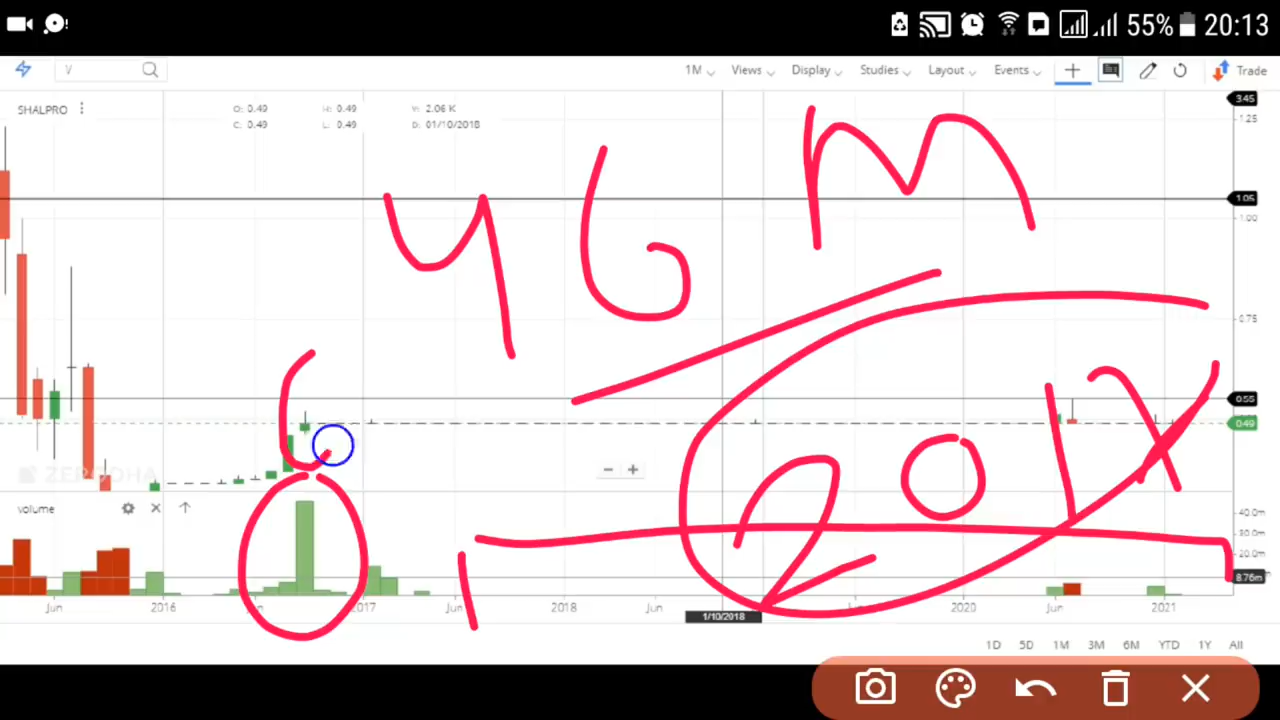 55% 20:13
V 1M Views Display Studies Layout Events Trade
SHALPRO O: 0.49 H: 0.49 V: 2.06 K
C: 0.49 L: 0.49 D: 01/10/2018
3.45
1.25
46 m
1.05
1.00
0.75
0.55
0.49
201X
ZERODHA
volume
40.0m
30.0m
20.0m
8.76m
Jun 2016 2017 Jun 2018 Jun 2020 Jun 2021
1/10/2018
1D 5D 1M 3M 6M YTD 1Y All